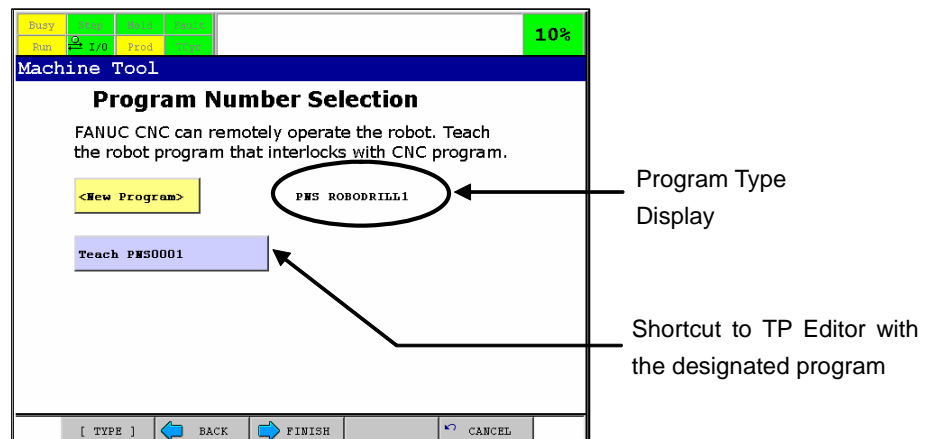 Busy Step Hold Fault
10%
Run I/O Prod TCyc
Machine Tool
Program Number Selection
FANUC CNC can remotely operate the robot. Teach
the robot program that interlocks with CNC program.
<New Program>
PNS ROBODRILL1
Program Type
Display
Teach PNS0001
Shortcut to TP Editor with
the designated program
[ TYPE ] BACK FINISH CANCEL